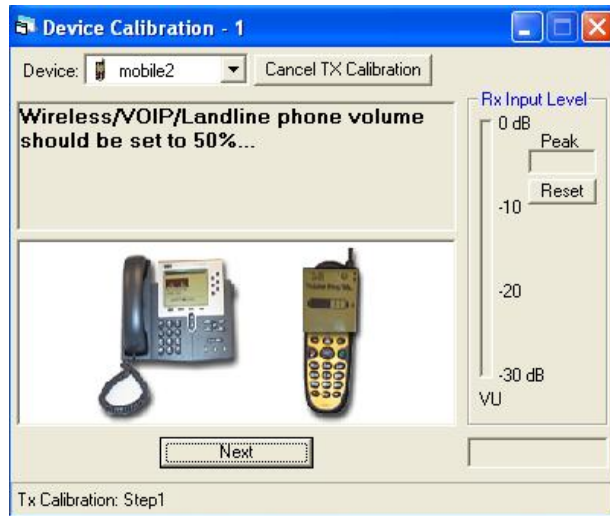 Device Calibration - 1
Device: mobile2 Cancel TX Calibration
Wireless/VOIP/Landline phone volume
should be set to 50%...
Rx Input Level
0 dB
Peak
Reset
-10
-20
-30 dB
VU
Next
Tx Calibration: Step1